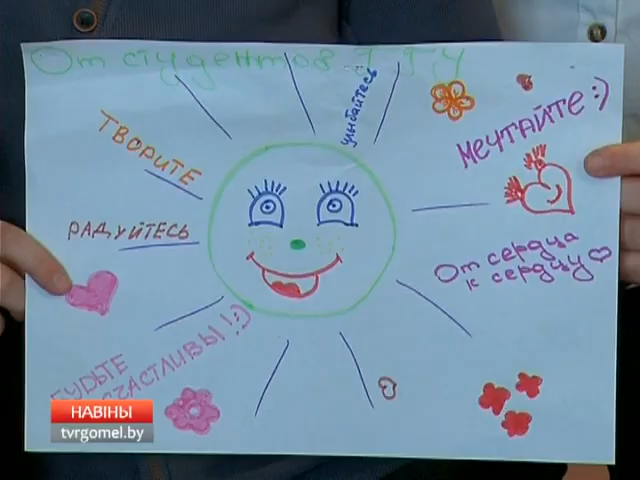 От студентов
улыбайтесь
Мечтайте :)
ТВОРИТЕ
РАДУЙТЕСЬ
От сердца
к сердцу
БУДЬТЕ
СЧАСТЛИВЫ! :)
НАВІНЫ
tvrgomel.by